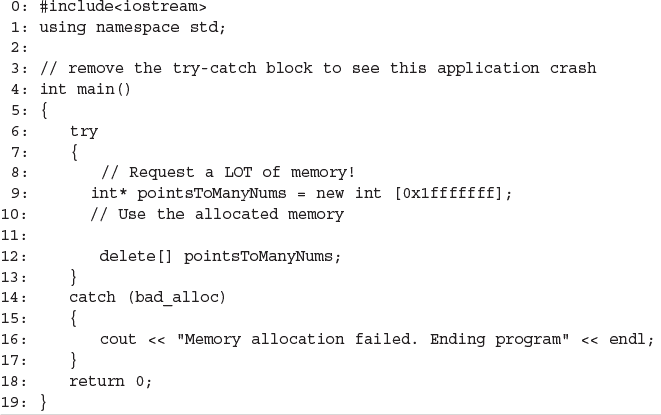 0: #include<iostream>
1: using namespace std;
2:
3: // remove the try-catch block to see this application crash
4: int main()
5: {
6:    try
7:    {
8:       // Request a LOT of memory!
9:      int* pointsToManyNums = new int [0x1fffffff];
10:      // Use the allocated memory
11:
12:       delete[] pointsToManyNums;
13:    }
14:    catch (bad_alloc)
15:    {
16:       cout << "Memory allocation failed. Ending program" << endl;
17:    }
18:    return 0;
19: }